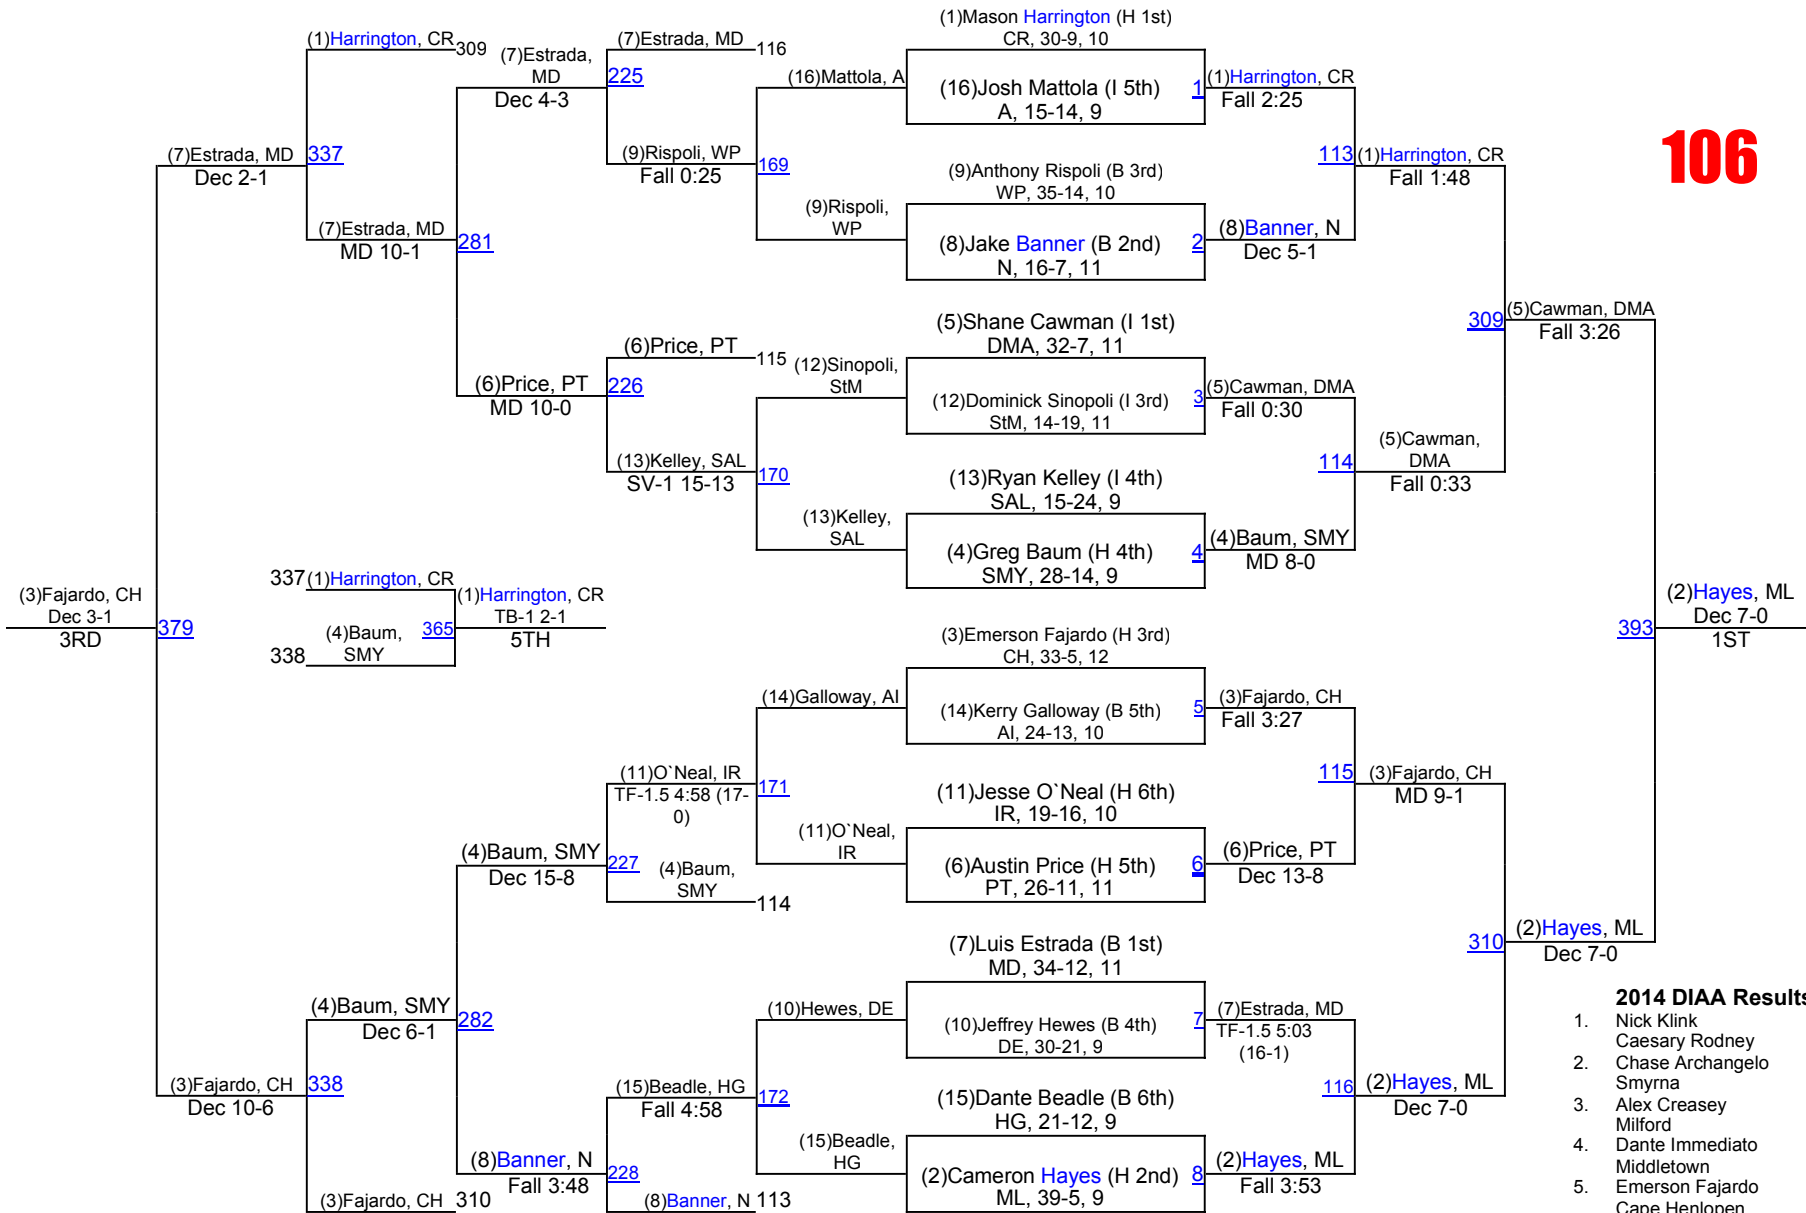 106
(1)Mason Harrington (H 1st)
CR, 30-9, 10
(16)Josh Mattola (I 5th)
A, 15-14, 9
1
(9)Anthony Rispoli (B 3rd)
WP, 35-14, 10
(8)Jake Banner (B 2nd)
N, 16-7, 11
2
(5)Shane Cawman (I 1st)
DMA, 32-7, 11
(12)Dominick Sinopoli (I 3rd)
StM, 14-19, 11
3
(13)Ryan Kelley (I 4th)
SAL, 15-24, 9
(4)Greg Baum (H 4th)
SMY, 28-14, 9
4
(3)Emerson Fajardo (H 3rd)
CH, 33-5, 12
(14)Kerry Galloway (B 5th)
AI, 24-13, 10
5
(11)Jesse O`Neal (H 6th)
IR, 19-16, 10
(6)Austin Price (H 5th)
PT, 26-11, 11
6
(7)Luis Estrada (B 1st)
MD, 34-12, 11
(10)Jeffrey Hewes (B 4th)
DE, 30-21, 9
7
(15)Dante Beadle (B 6th)
HG, 21-12, 9
(2)Cameron Hayes (H 2nd)
ML, 39-5, 9
8
(1)Harrington, CR
Fall 2:25
(8)Banner, N
Dec 5-1
113
(5)Cawman, DMA
Fall 0:30
(4)Baum, SMY
MD 8-0
114
(3)Fajardo, CH
Fall 3:27
(6)Price, PT
Dec 13-8
115
(7)Estrada, MD
TF-1.5 5:03
(16-1)
(2)Hayes, ML
Fall 3:53
116
(1)Harrington, CR
Fall 1:48
(5)Cawman,
DMA
Fall 0:33
309
(3)Fajardo, CH
MD 9-1
(2)Hayes, ML
Dec 7-0
310
(5)Cawman, DMA
Fall 3:26
(2)Hayes, ML
Dec 7-0
393
(2)Hayes, ML
Dec 7-0
1ST
(16)Mattola, A
(9)Rispoli,
WP
169
(12)Sinopoli,
StM
(13)Kelley,
SAL
170
(14)Galloway, AI
(11)O`Neal,
IR
171
(10)Hewes, DE
(15)Beadle,
HG
172
(7)Estrada, MD
116
(9)Rispoli, WP
Fall 0:25
225
(6)Price, PT
115
(13)Kelley, SAL
SV-1 15-13
226
(11)O`Neal, IR
TF-1.5 4:58 (17-
0)
(4)Baum,
SMY
114
227
(15)Beadle, HG
Fall 4:58
(8)Banner, N
113
228
(7)Estrada,
MD
Dec 4-3
(6)Price, PT
MD 10-0
281
(4)Baum, SMY
Dec 15-8
(8)Banner, N
Fall 3:48
282
(1)Harrington, CR
309
(7)Estrada, MD
MD 10-1
337
(4)Baum, SMY
Dec 6-1
(3)Fajardo, CH
310
338
(7)Estrada, MD
Dec 2-1
(3)Fajardo, CH
Dec 10-6
379
(3)Fajardo, CH
Dec 3-1
3RD
337
(1)Harrington, CR
338
(4)Baum,
SMY
365
(1)Harrington, CR
TB-1 2-1
5TH
2014 DIAA Results
1. Nick Klink
Caesary Rodney
2. Chase Archangelo
Smyrna
3. Alex Creasey
Milford
4. Dante Immediato
Middletown
5. Emerson Fajardo
Cape Henlopen